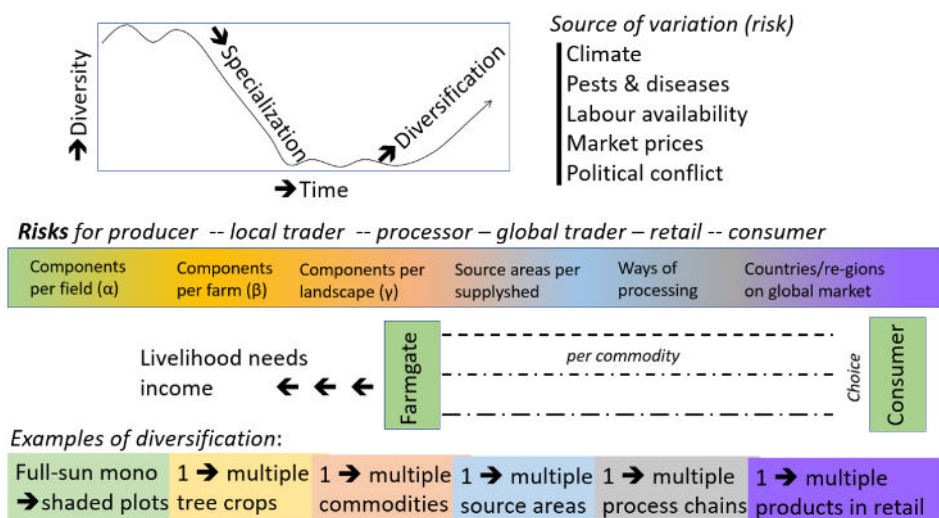 Source of variation (risk)
Climate
Pests & diseases
Labour availability
Market prices
Political conflict
➔ Diversity
➔ Specialization
➔ Diversification
➔ Time
Risks for producer -- local trader -- processor – global trader – retail -- consumer
Components
per field (α)
Components
per farm (β)
Components per
landscape (γ)
Source areas per
supplyshed
Ways of
processing
Countries/re-gions
on global market
Livelihood needs
income
Farmgate
per commodity
Choice
Consumer
Examples of diversification:
Full-sun mono
➔ shaded plots
1 ➔ multiple
tree crops
1 ➔ multiple
commodities
1 ➔ multiple
source areas
1 ➔ multiple
process chains
1 ➔ multiple
products in retail